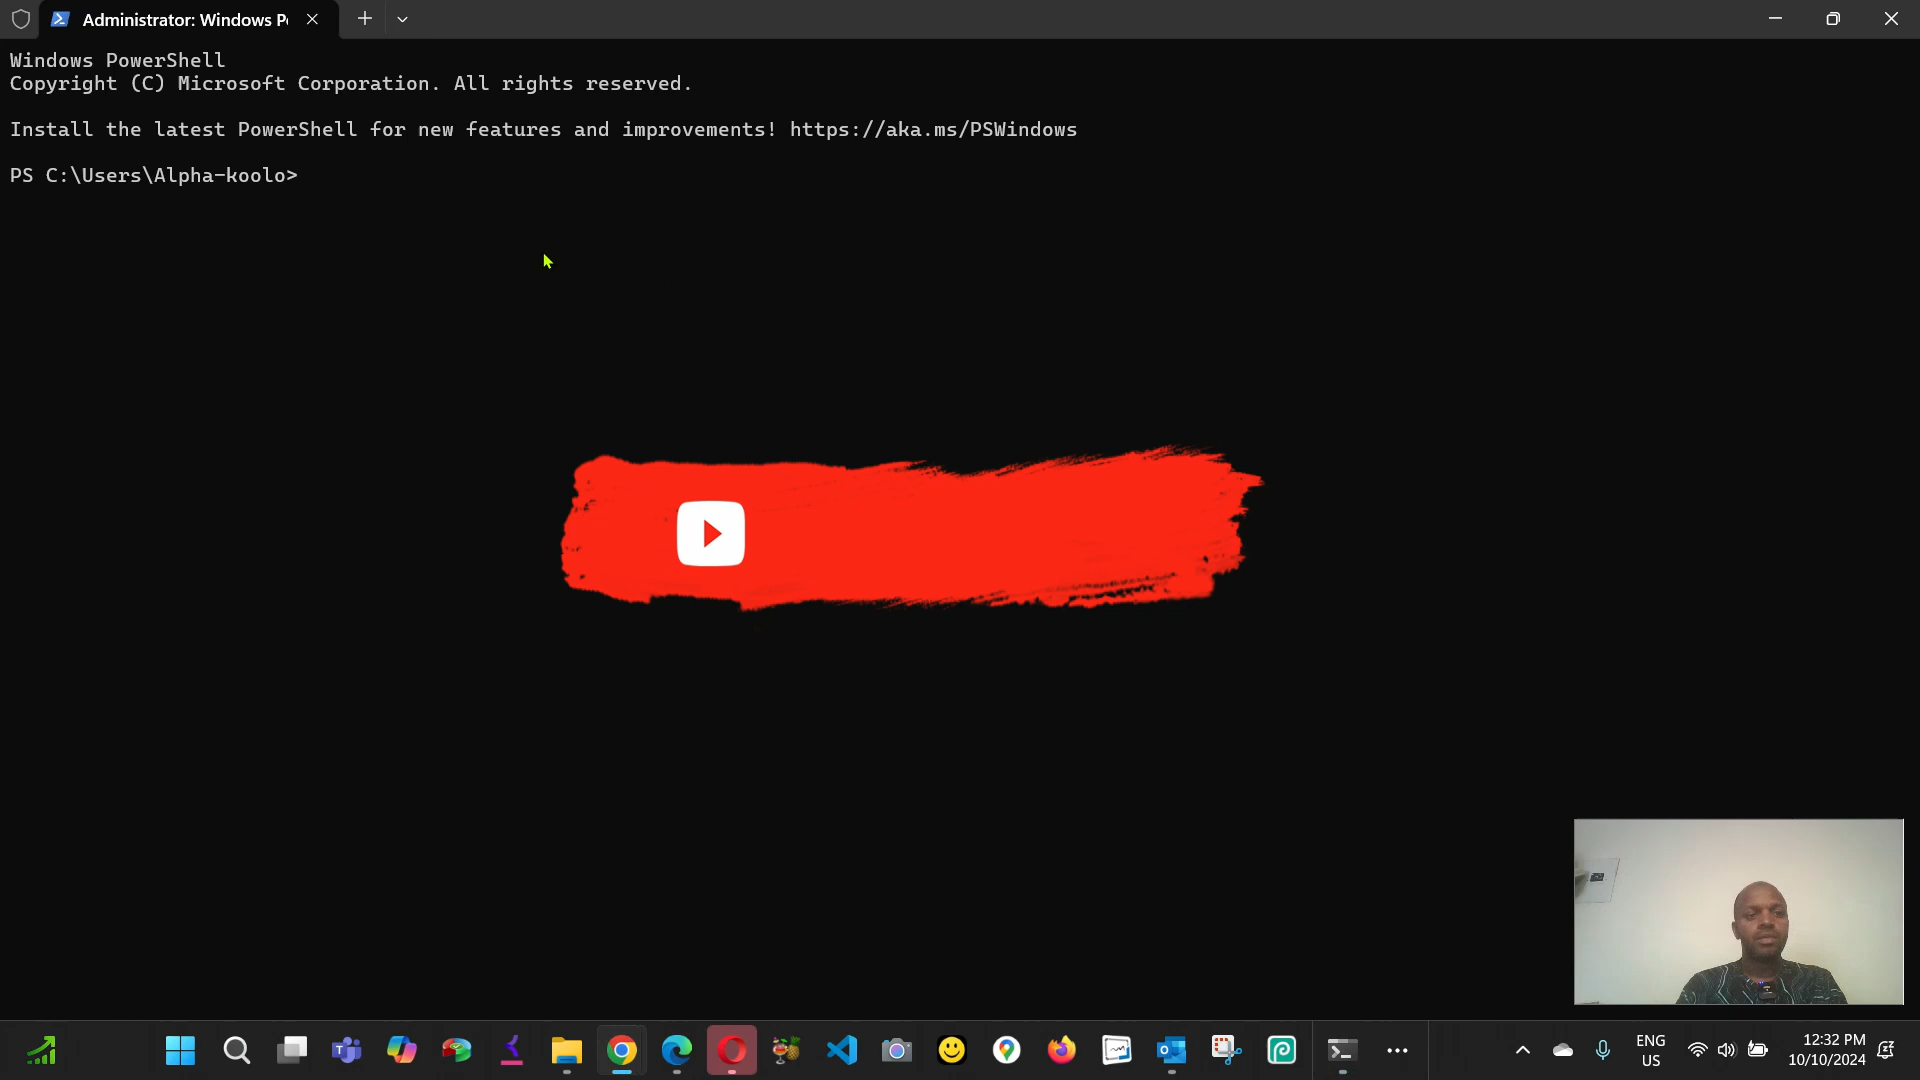 Administrator: Windows P
Windows PowerShell
Copyright (C) Microsoft Corporation. All rights reserved.
Install the latest PowerShell for new features and improvements! https://aka.ms/PSWindows
PS C:\Users\Alpha-koolo>
ENG
US
12:32 PM
10/10/2024